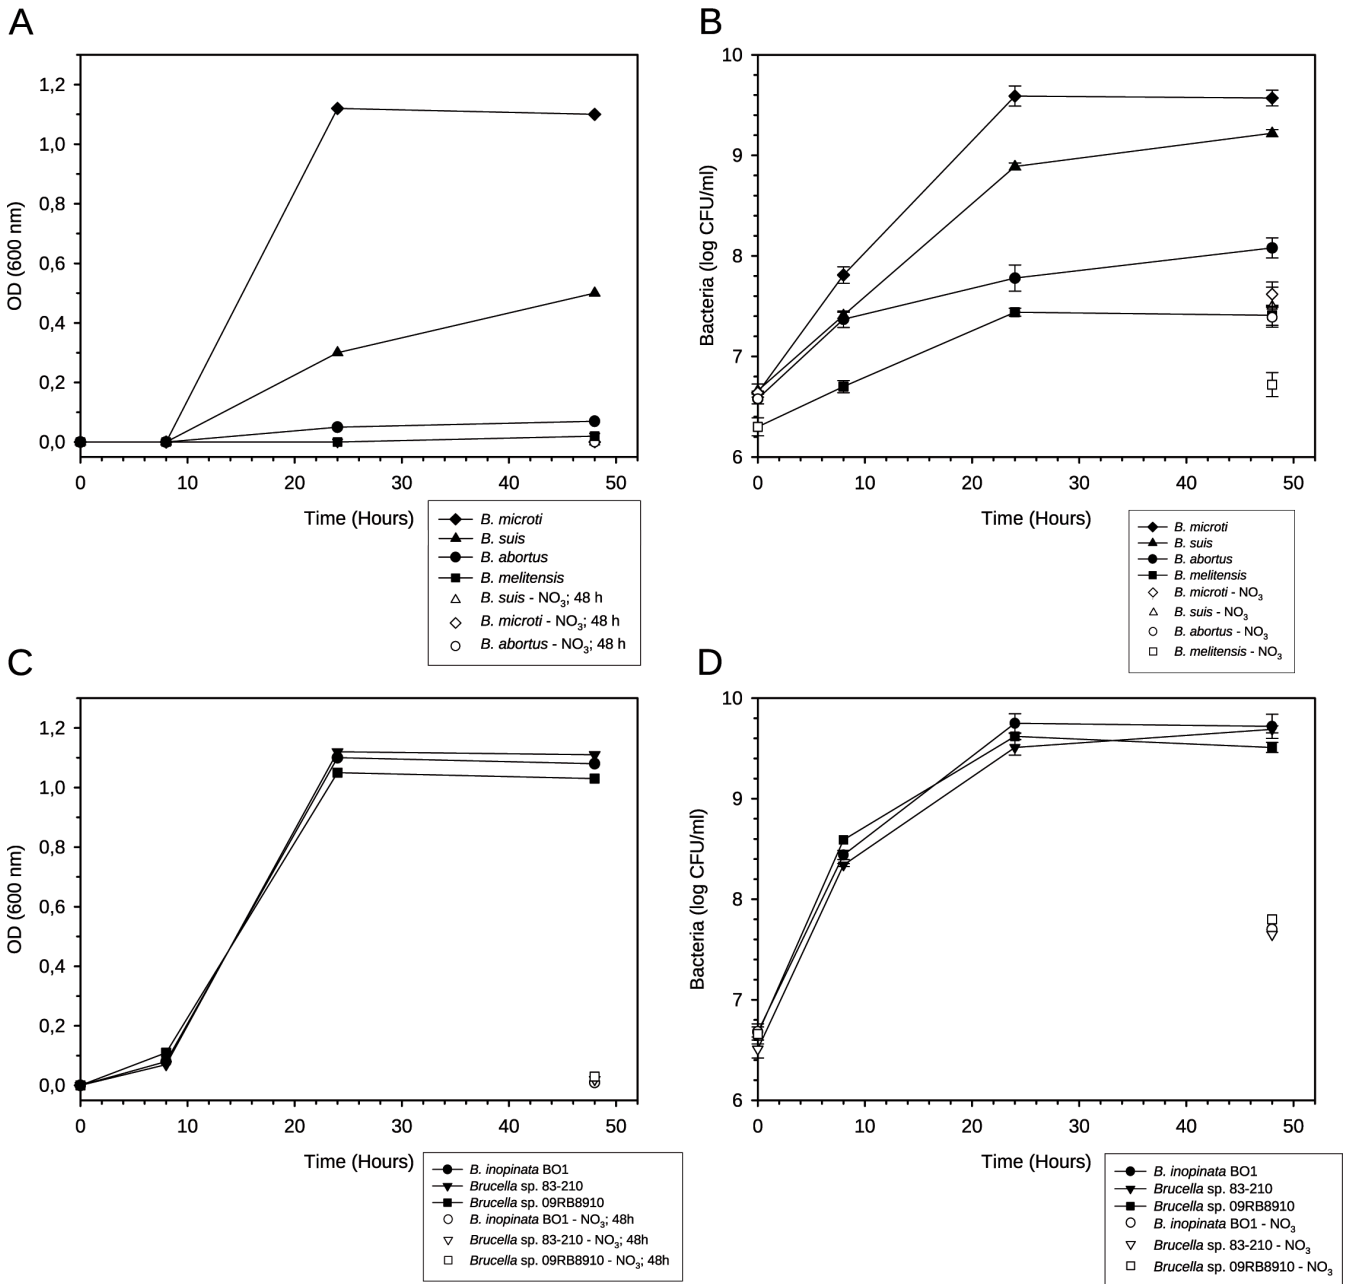 A
1,2
1,0
0,8
0,6
0,4
0,2
0,0
OD (600 nm)
0 10 20 30 40 50
Time (Hours)
B. microti
B. suis
B. abortus
B. melitensis
B. suis - NO3; 48 h
B. microti - NO3; 48 h
B. abortus - NO3; 48 h
B
10
9
8
7
6
Bacteria (log CFU/ml)
0 10 20 30 40 50
Time (Hours)
B. microti
B. suis
B. abortus
B. melitensis
B. microti - NO3
B. suis - NO3
B. abortus - NO3
B. melitensis - NO3
C
1,2
1,0
0,8
0,6
0,4
0,2
0,0
OD (600 nm)
0 10 20 30 40 50
Time (Hours)
B. inopinata BO1
Brucella sp. 83-210
Brucella sp. 09RB8910
B. inopinata BO1 - NO3; 48h
Brucella sp. 83-210 - NO3; 48h
Brucella sp. 09RB8910 - NO3; 48h
D
10
9
8
7
6
Bacteria (log CFU/ml)
0 10 20 30 40 50
Time (Hours)
B. inopinata BO1
Brucella sp. 83-210
Brucella sp. 09RB8910
B. inopinata BO1 - NO3
Brucella sp. 83-210 - NO3
Brucella sp. 09RB8910 - NO3